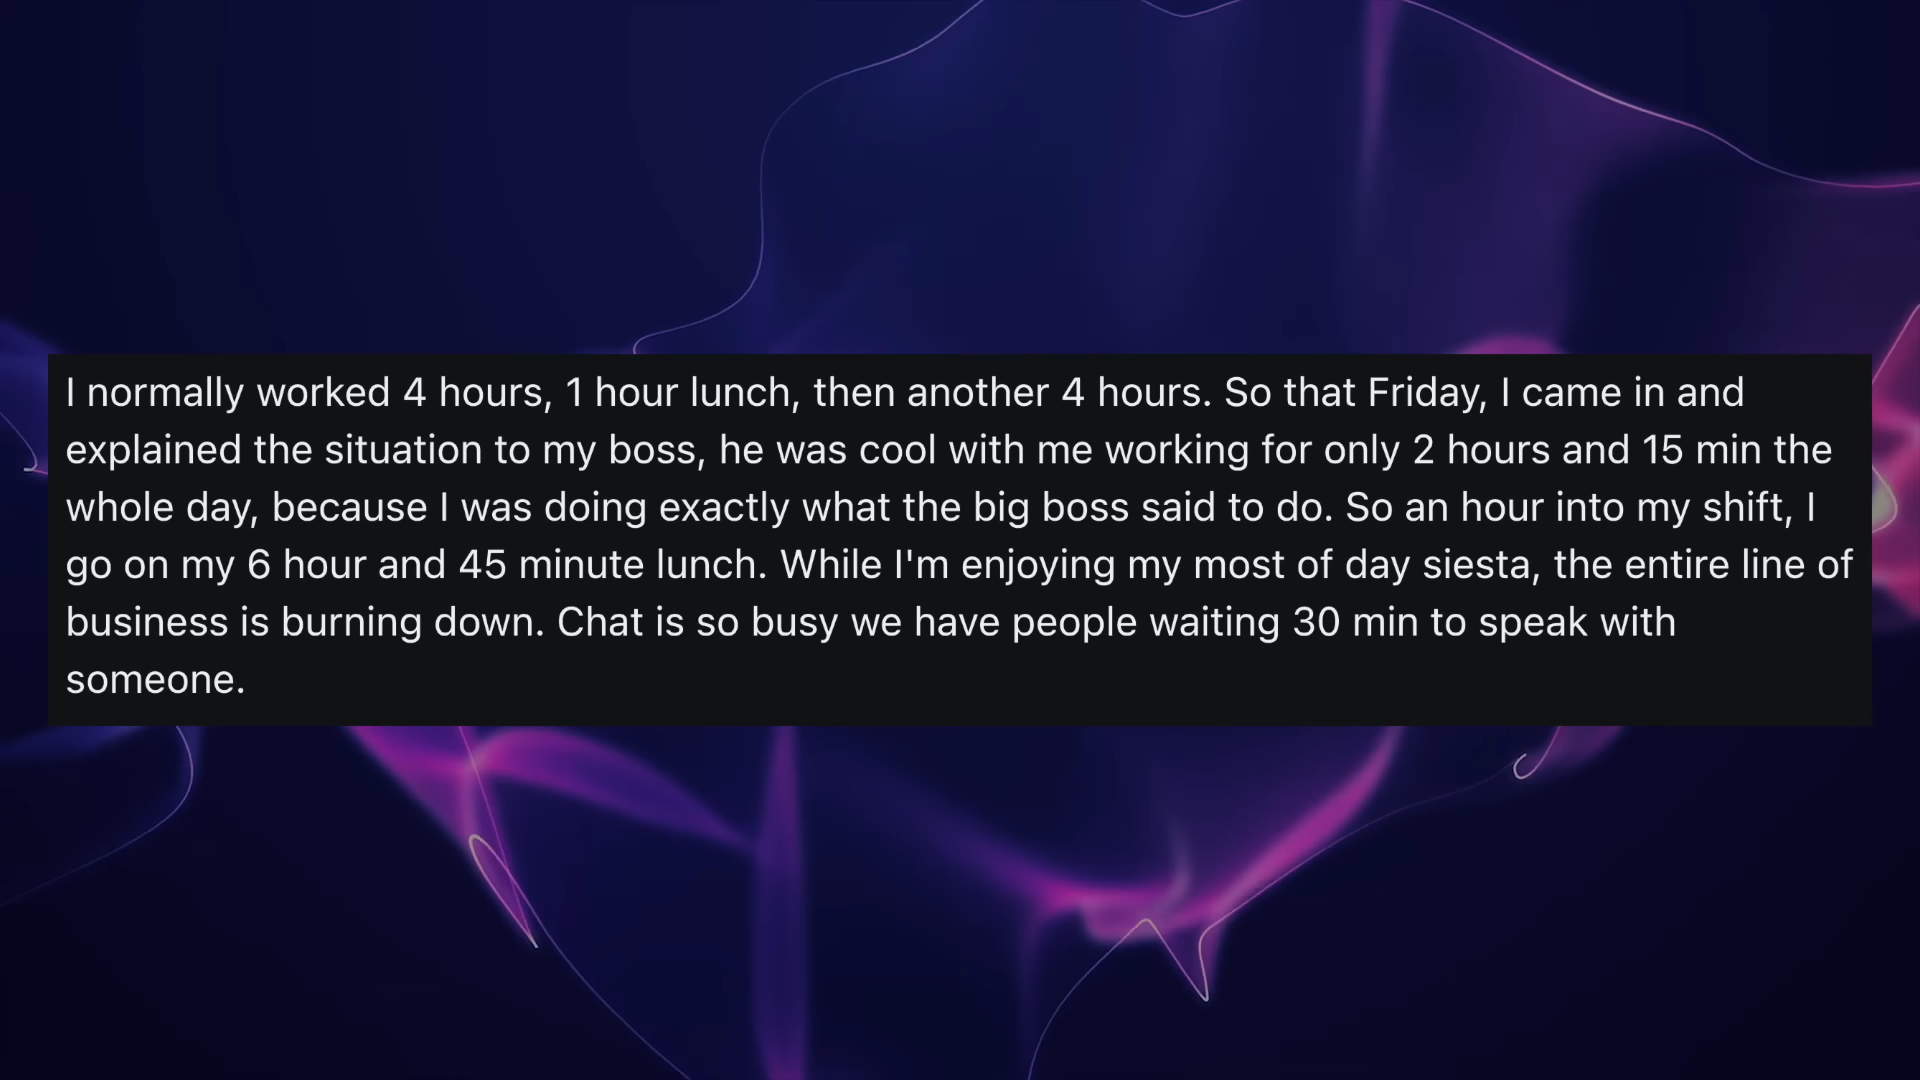 I normally worked 4 hours, 1 hour lunch, then another 4 hours. So that Friday, I came in and
explained the situation to my boss, he was cool with me working for only 2 hours and 15 min the
whole day, because I was doing exactly what the big boss said to do. So an hour into my shift, I
go on my 6 hour and 45 minute lunch. While I'm enjoying my most of day siesta, the entire line of
business is burning down. Chat is so busy we have people waiting 30 min to speak with
someone.